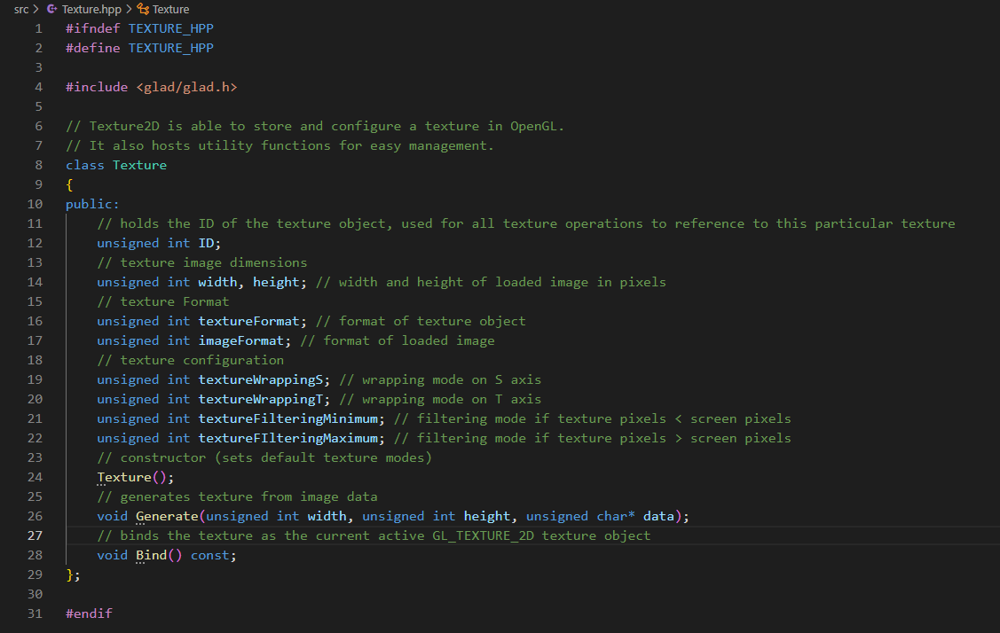 src > Texture.hpp > Texture
1 #ifndef TEXTURE_HPP
2 #define TEXTURE_HPP
3
4 #include <glad/glad.h>
5
6 // Texture2D is able to store and configure a texture in OpenGL.
7 // It also hosts utility functions for easy management.
8 class Texture
9 {
10 public:
11     // holds the ID of the texture object, used for all texture operations to reference to this particular texture
12     unsigned int ID;
13     // texture image dimensions
14     unsigned int width, height; // width and height of loaded image in pixels
15     // texture Format
16     unsigned int textureFormat; // format of texture object
17     unsigned int imageFormat; // format of loaded image
18     // texture configuration
19     unsigned int textureWrappingS; // wrapping mode on S axis
20     unsigned int textureWrappingT; // wrapping mode on T axis
21     unsigned int textureFilteringMinimum; // filtering mode if texture pixels < screen pixels
22     unsigned int textureFIlteringMaximum; // filtering mode if texture pixels > screen pixels
23     // constructor (sets default texture modes)
24     Texture();
25     // generates texture from image data
26     void Generate(unsigned int width, unsigned int height, unsigned char* data);
27     // binds the texture as the current active GL_TEXTURE_2D texture object
28     void Bind() const;
29 };
30
31 #endif